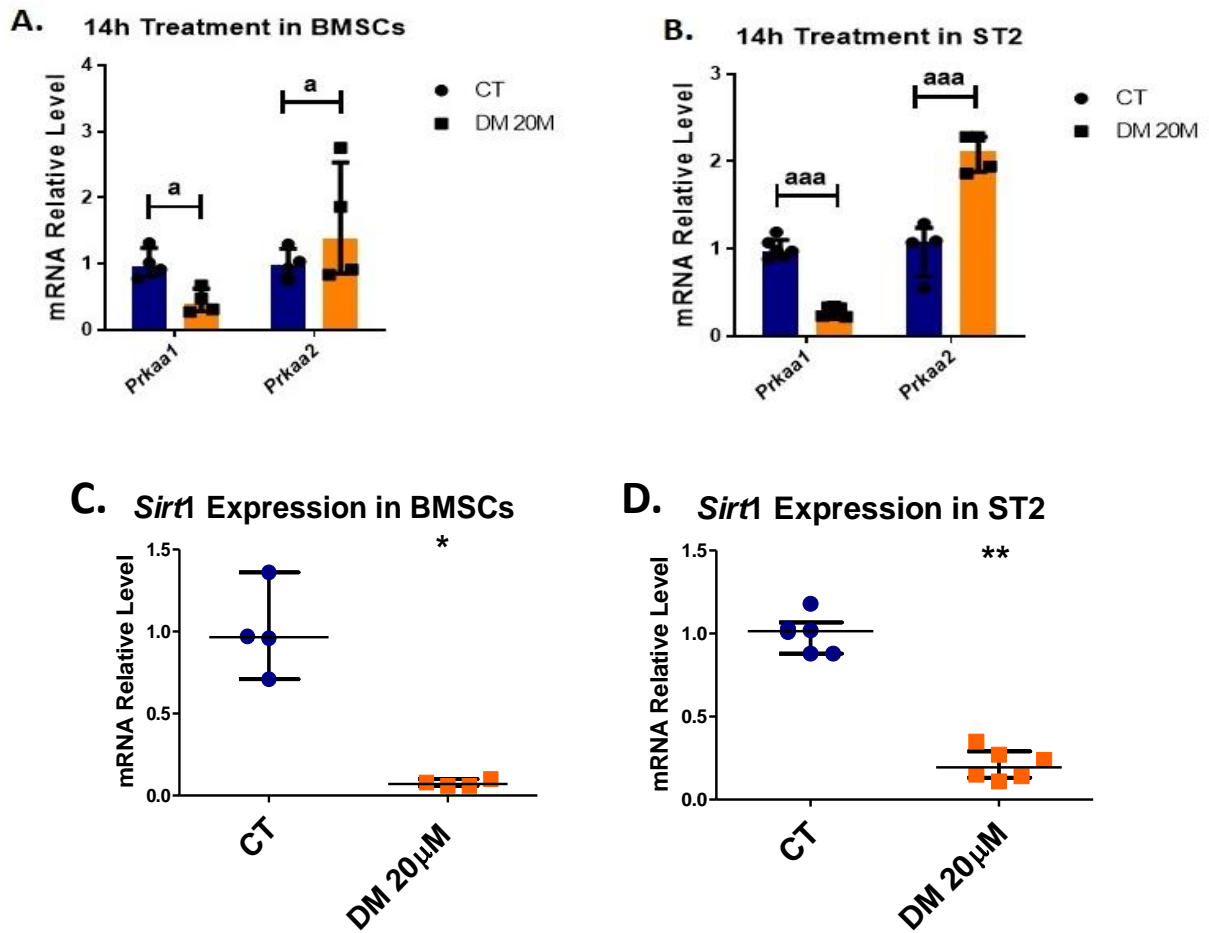 A. 14h Treatment in BMSCs
mRNA Relative Level
4
3
2
1
0
a
a
CT
DM 20M
Prkaa1
Prkaa2
B. 14h Treatment in ST2
mRNA Relative Level
3
2
1
0
aaa
aaa
CT
DM 20M
Prkaa1
Prkaa2
C. Sirt1 Expression in BMSCs
*
mRNA Relative Level
1.5
1.0
0.5
0.0
CT
DM 20µM
D. Sirt1 Expression in ST2
**
mRNA Relative Level
1.5
1.0
0.5
0.0
CT
DM 20µM